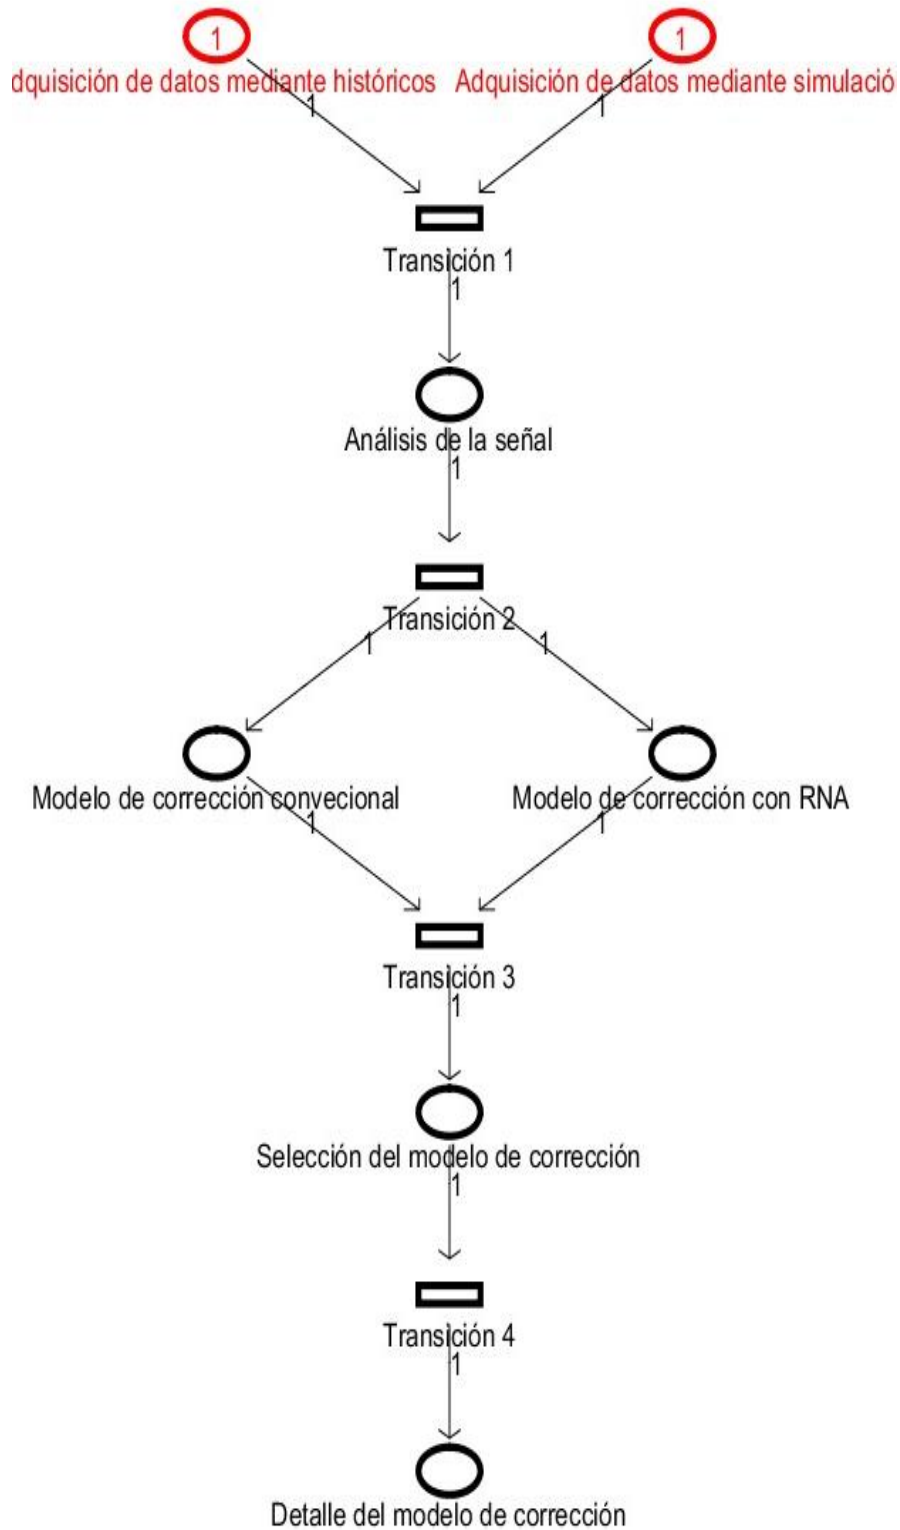 1 1
dquisición de datos mediante históricos Adquisición de datos mediante simulació
1 1
Transición 1
1
Análisis de la señal
1
Transición 2
1 1
Modelo de corrección convecional Modelo de corrección con RNA
1 1
Transición 3
1
Selección del modelo de corrección
1
Transición 4
1
Detalle del modelo de corrección